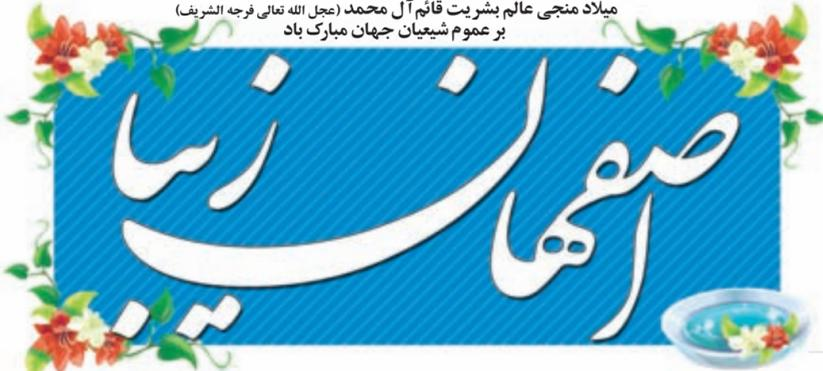 میلاد منجی عالم بشریت قائم آل محمد (عجل الله تعالی فرجه الشریف)
بر عموم شیعیان جهان مبارک باد
اصفهان زیبا